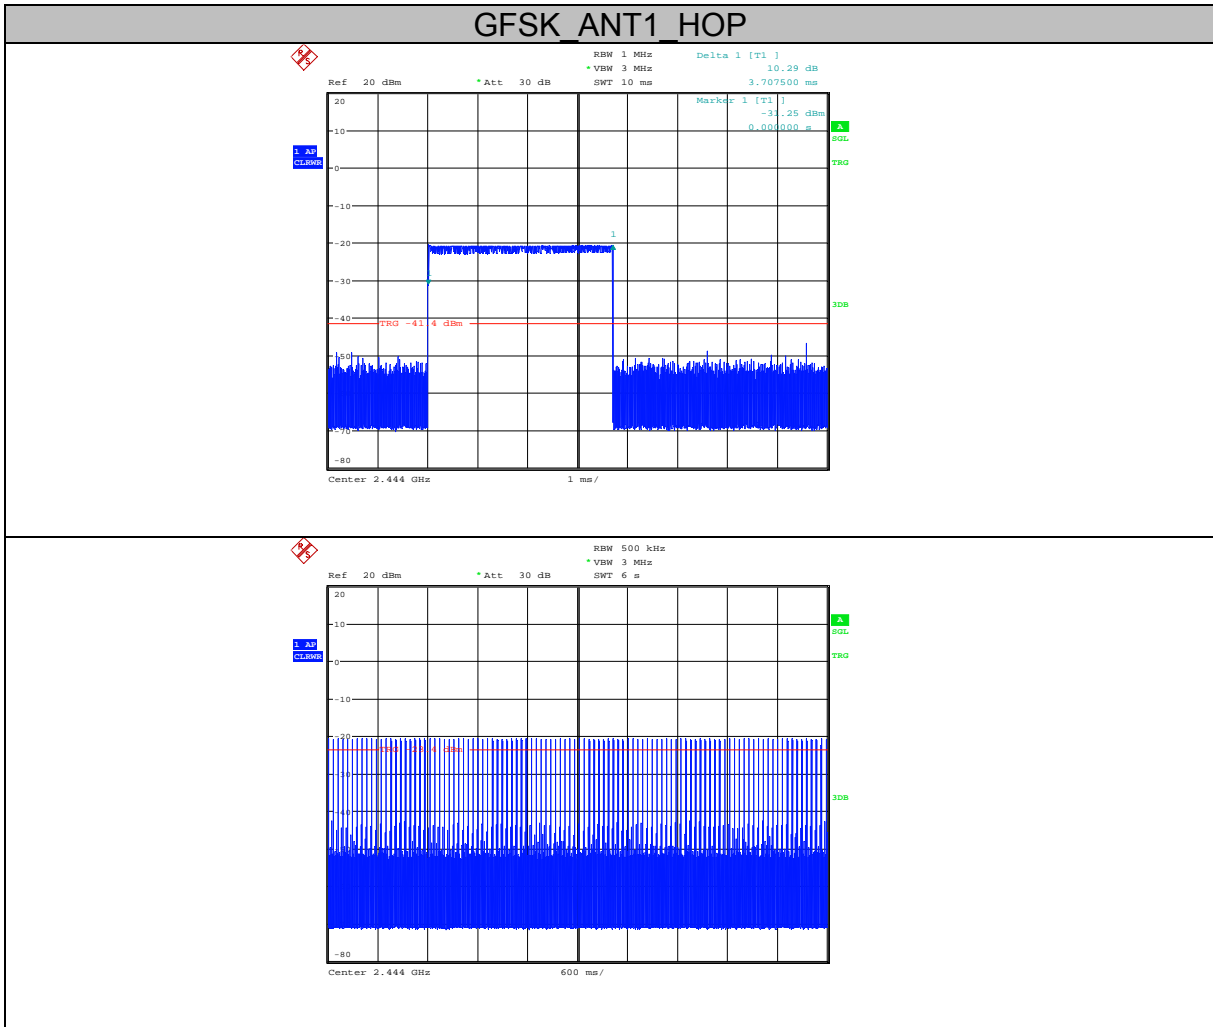 GFSK_ANT1_HOP
R S
RBW 1 MHz
Delta 1 [T1 ]
* VBW 3 MHz
10.29 dB
Ref 20 dBm
* Att 30 dB
SWT 10 ms
3.707500 ms
Marker 1 [T1 ]
-31.25 dBm
0.000000 s
A
SGL
TRG
1 AP
CLRWR
20
10
0
-10
-20
1
-30
-40
TRG -41.4 dBm
3DB
-50
-70
-80
Center 2.444 GHz
1 ms/
R S
RBW 500 kHz
* VBW 3 MHz
Ref 20 dBm
* Att 30 dB
SWT 6 s
A
SGL
TRG
1 AP
CLRWR
20
10
0
-10
-20
TRG dBm
-30
3DB
-40
-80
Center 2.444 GHz
600 ms/